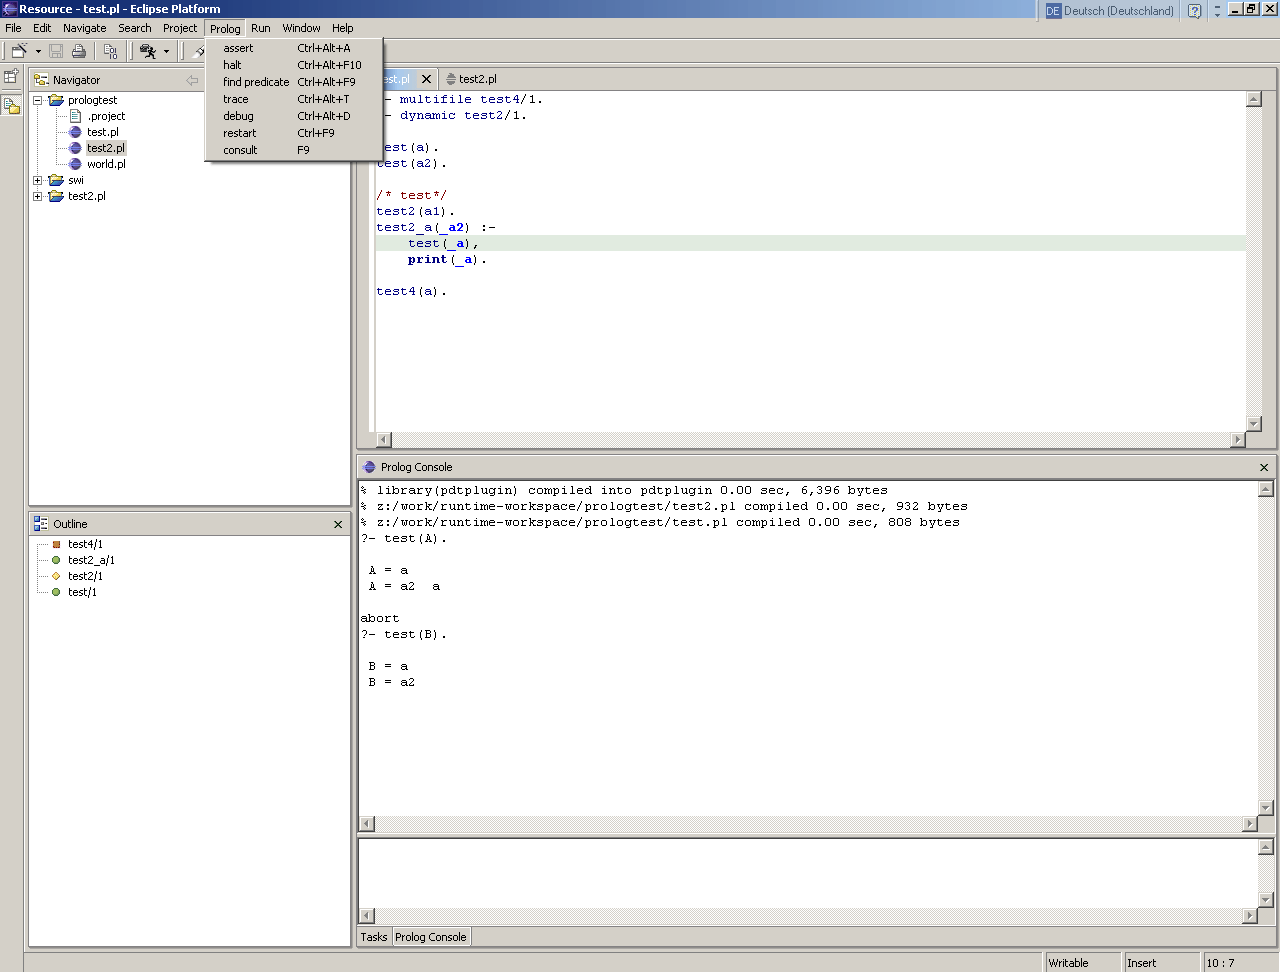 Resource - test.pl - Eclipse Platform
DE Deutsch (Deutschland)
File Edit Navigate Search Project Prolog Run Window Help
assert Ctrl+Alt+A
halt Ctrl+Alt+F10
find predicate Ctrl+Alt+F9
trace Ctrl+Alt+T
debug Ctrl+Alt+D
restart Ctrl+F9
consult F9
Navigator
prologtest
.project
test.pl
test2.pl
world.pl
swi
test2.pl
test2.pl
- multifile test4/1.
- dynamic test2/1.
est(a).
test(a2).
/* test*/
test2(a1).
test2_a(_a2) :-
test(_a),
print(_a).
test4(a).
Outline
test4/1
test2_a/1
test2/1
test/1
Prolog Console
% library(pdtplugin) compiled into pdtplugin 0.00 sec, 6,396 bytes
% z:/work/runtime-workspace/prologtest/test2.pl compiled 0.00 sec, 932 bytes
% z:/work/runtime-workspace/prologtest/test.pl compiled 0.00 sec, 808 bytes
?- test(A).
A = a
A = a2 a
abort
?- test(B).
B = a
B = a2
Tasks Prolog Console
Writable Insert 10 : 7